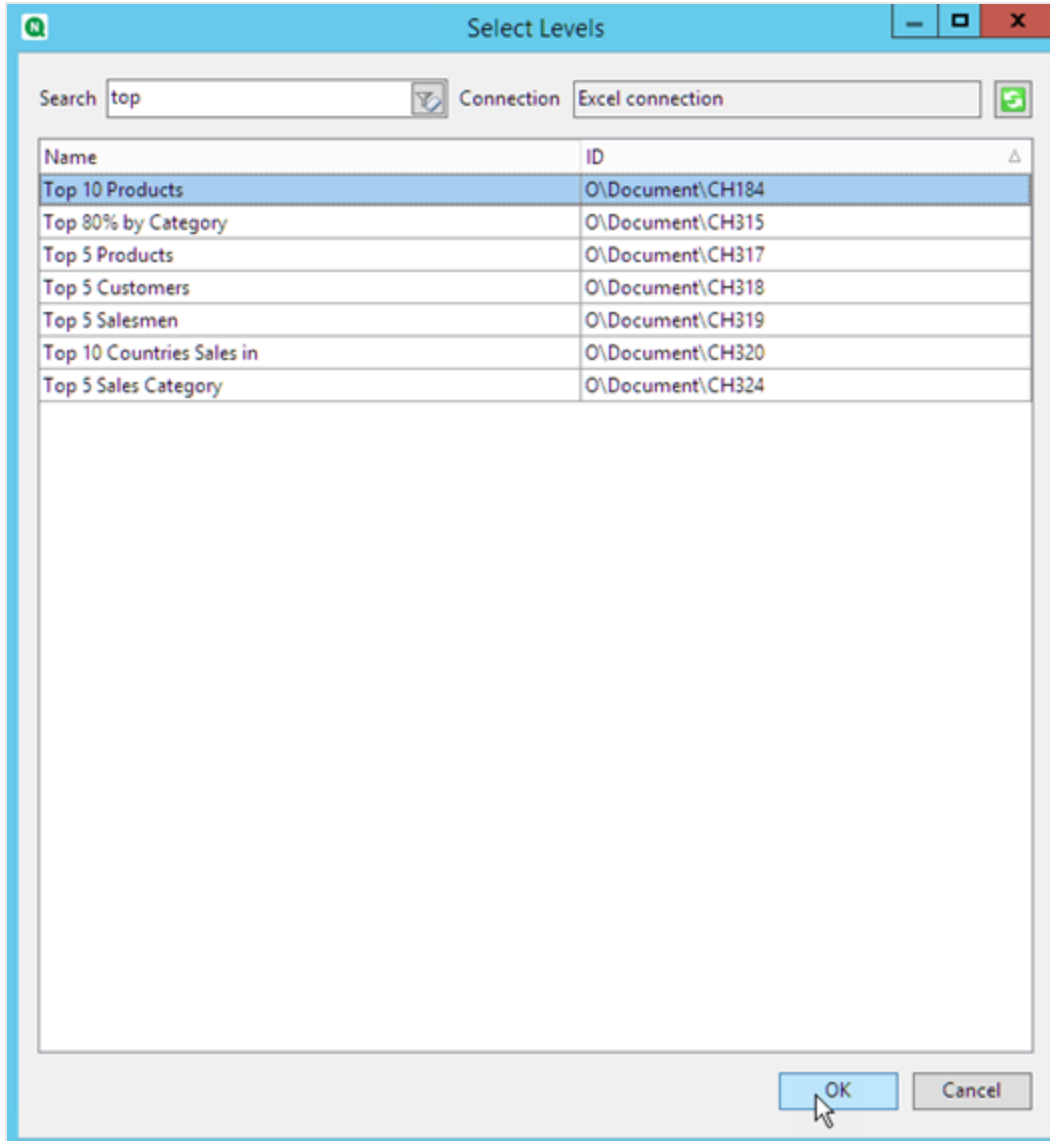 Select Levels
Search top Connection Excel connection
Name ID
Top 10 Products O\Document\CH184
Top 80% by Category O\Document\CH315
Top 5 Products O\Document\CH317
Top 5 Customers O\Document\CH318
Top 5 Salesmen O\Document\CH319
Top 10 Countries Sales in O\Document\CH320
Top 5 Sales Category O\Document\CH324
OK Cancel